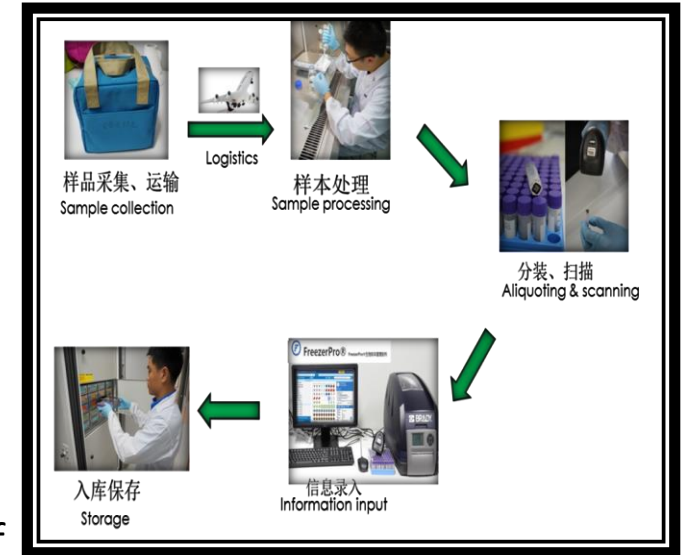 Logistics
样品采集、运输
Sample collection
样本处理
Sample processing
分装、扫描
Aliquoting & scanning
FreezerPro®
BRADY
信息录入
Information input
入库保存
Storage